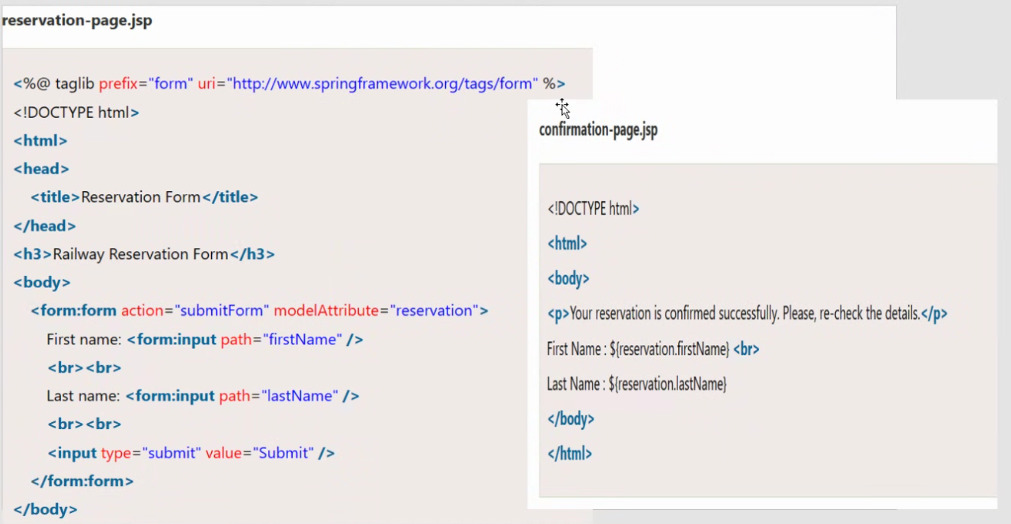 reservation-page.jsp
<%@ taglib prefix="form" uri="http://www.springframework.org/tags/form" %>
<!DOCTYPE html>
<html>
<head>
<title>Reservation Form</title>
</head>
<h3>Railway Reservation Form</h3>
<body>
<form:form action="submitForm" modelAttribute="reservation">
First name: <form:input path="firstName" />
<br><br>
Last name: <form:input path="lastName" />
<br><br>
<input type="submit" value="Submit" />
</form:form>
</body>
confirmation-page.jsp
<!DOCTYPE html>
<html>
<body>
<p>Your reservation is confirmed successfully. Please, re-check the details.</p>
First Name : ${reservation.firstName} <br>
Last Name : ${reservation.lastName}
</body>
</html>